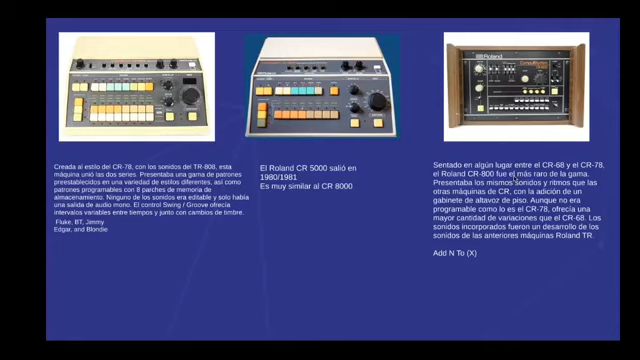 Roland
Creada al estilo del CR-78, con los sonidos del TR-808, esta
máquina unió las dos series. Presentaba una gama de patrones
preestablecidos en una variedad de estilos diferentes, así como
patrones programables con 8 parches de memoria de
almacenamiento. Ninguno de los sonidos era editable y solo había
una salida de audio mono. El control Swing / Groove ofrecía
intervalos variables entre tiempos y junto con cambios de timbre.
Fluke, BT, Jimmy
Edgar, and Blondie
El Roland CR 5000 salió en
1980/1981
Es muy similar al CR 8000
Sentado en algún lugar entre el CR-68 y el CR-78,
el Roland CR-800 fue el más raro de la gama.
Presentaba los mismos sonidos y ritmos que las
otras máquinas de CR, con la adición de un
gabinete de altavoz de piso. Aunque no era
programable como lo es el CR-78, ofrecía una
mayor cantidad de variaciones que el CR-68. Los
sonidos incorporados fueron un desarrollo de los
sonidos de las anteriores máquinas Roland TR.
Add N To (X)